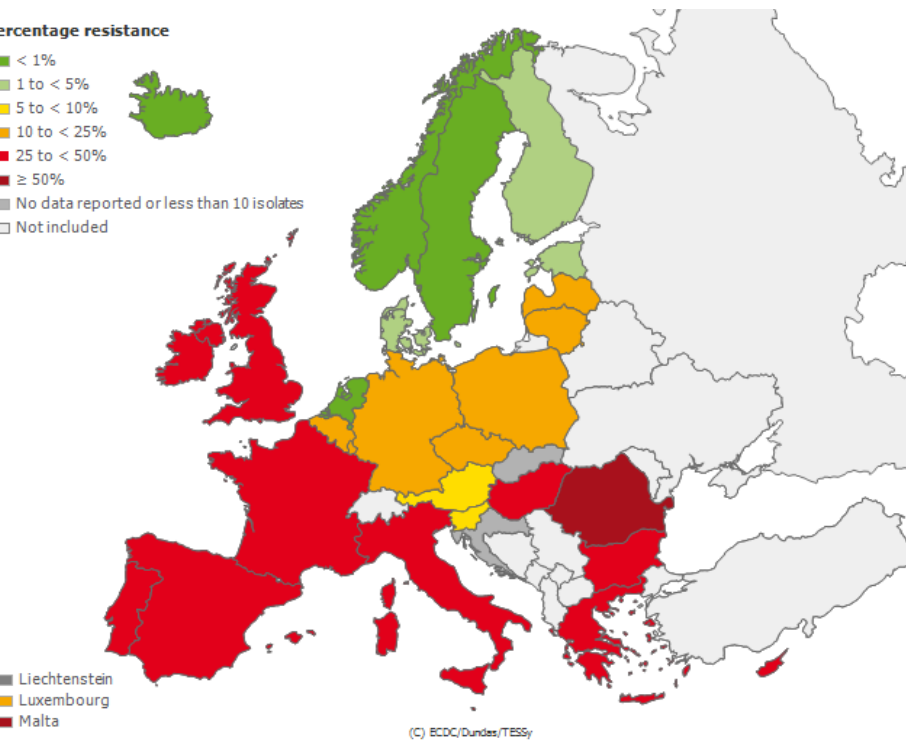 ercentage resistance
< 1%
1 to < 5%
5 to < 10%
10 to < 25%
25 to < 50%
≥ 50%
No data reported or less than 10 isolates
Not included
Liechtenstein
Luxembourg
Malta
(C) ECDC/Dundas/TESSy